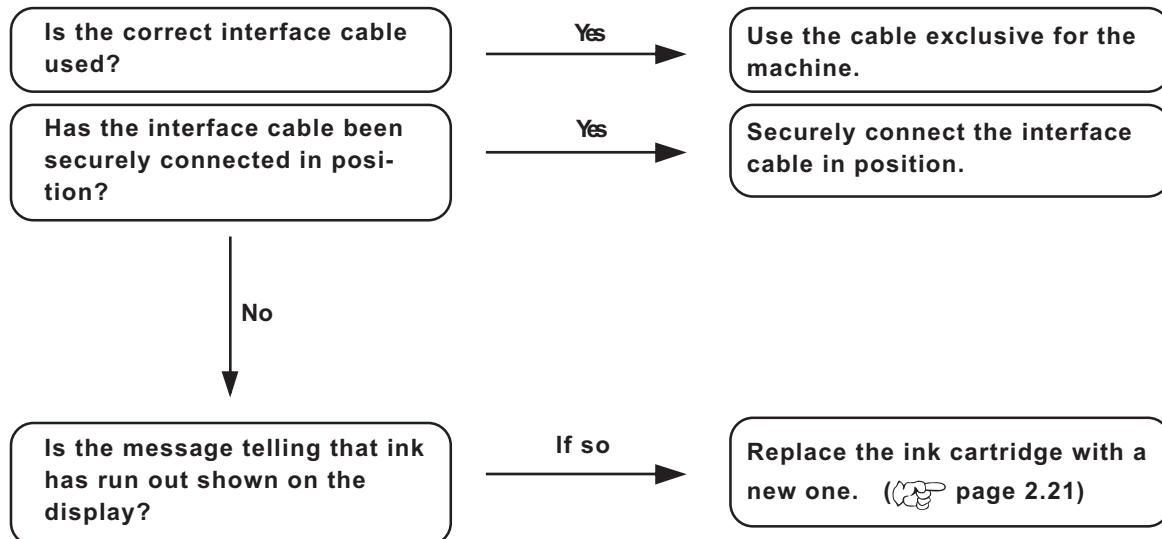 Is the correct interface cable
used?
Yes
Use the cable exclusive for the
machine.
Has the interface cable been
securely connected in posi-
tion?
Yes
Securely connect the interface
cable in position.
No
Is the message telling that ink
has run out shown on the
display?
If so
Replace the ink cartridge with a
new one. ( page 2.21)